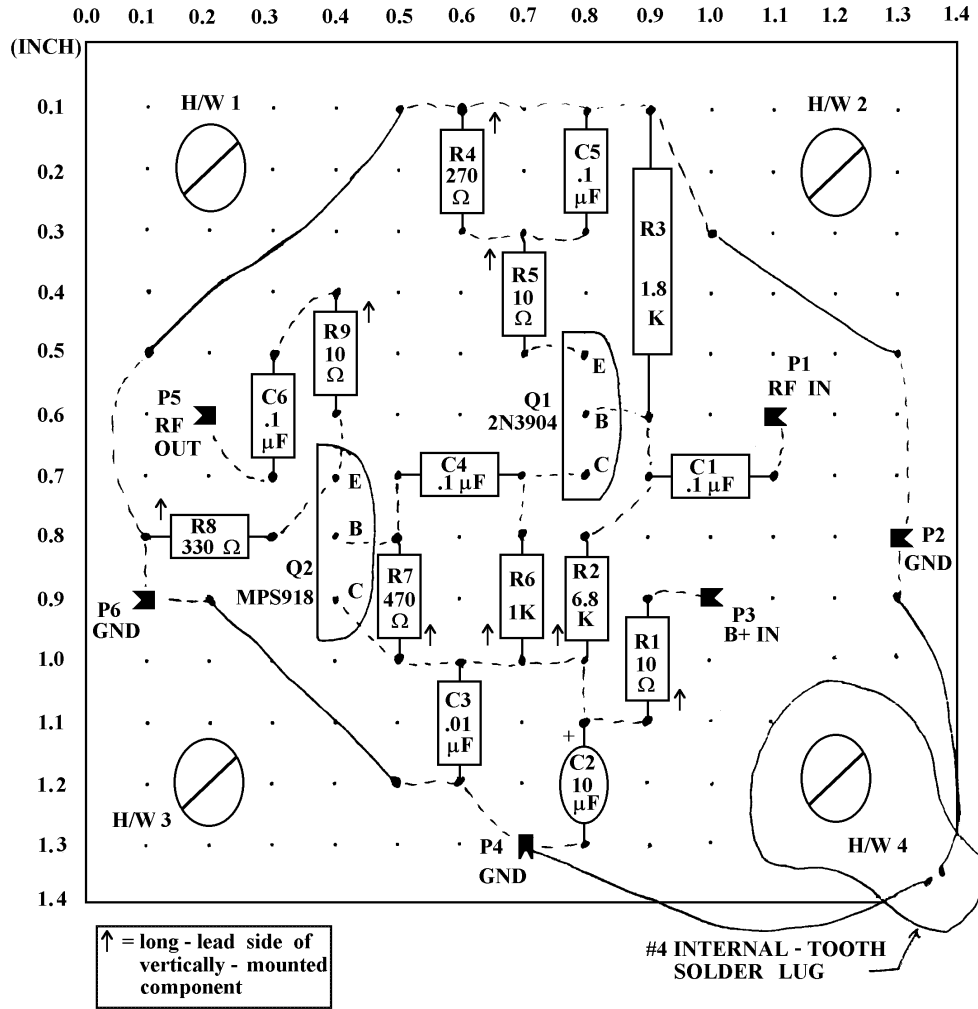 0.0 0.1 0.2 0.3 0.4 0.5 0.6 0.7 0.8 0.9 1.0 1.1 1.2 1.3 1.4
(INCH)
0.1
0.2
0.3
0.4
0.5
0.6
0.7
0.8
0.9
1.0
1.1
1.2
1.3
1.4
H/W 1
H/W 2
R4
270
Ω
C5
.1
μF
R3
1.8
K
R5
10
Ω
R9
10
Ω
C6
.1
μF
P5
RF
OUT
Q1
2N3904
E
B
C
P1
RF IN
C4
.1 μF
C1
.1 μF
E
B
C
R8
330 Ω
Q2
MPS918
R7
470
Ω
R6
1K
R2
6.8
K
P2
GND
P6
GND
P3
B+ IN
R1
10
Ω
C3
.01
μF
+
C2
10
μF
H/W 3
H/W 4
P4
GND
↑ = long - lead side of
vertically - mounted
component
#4 INTERNAL - TOOTH
SOLDER LUG